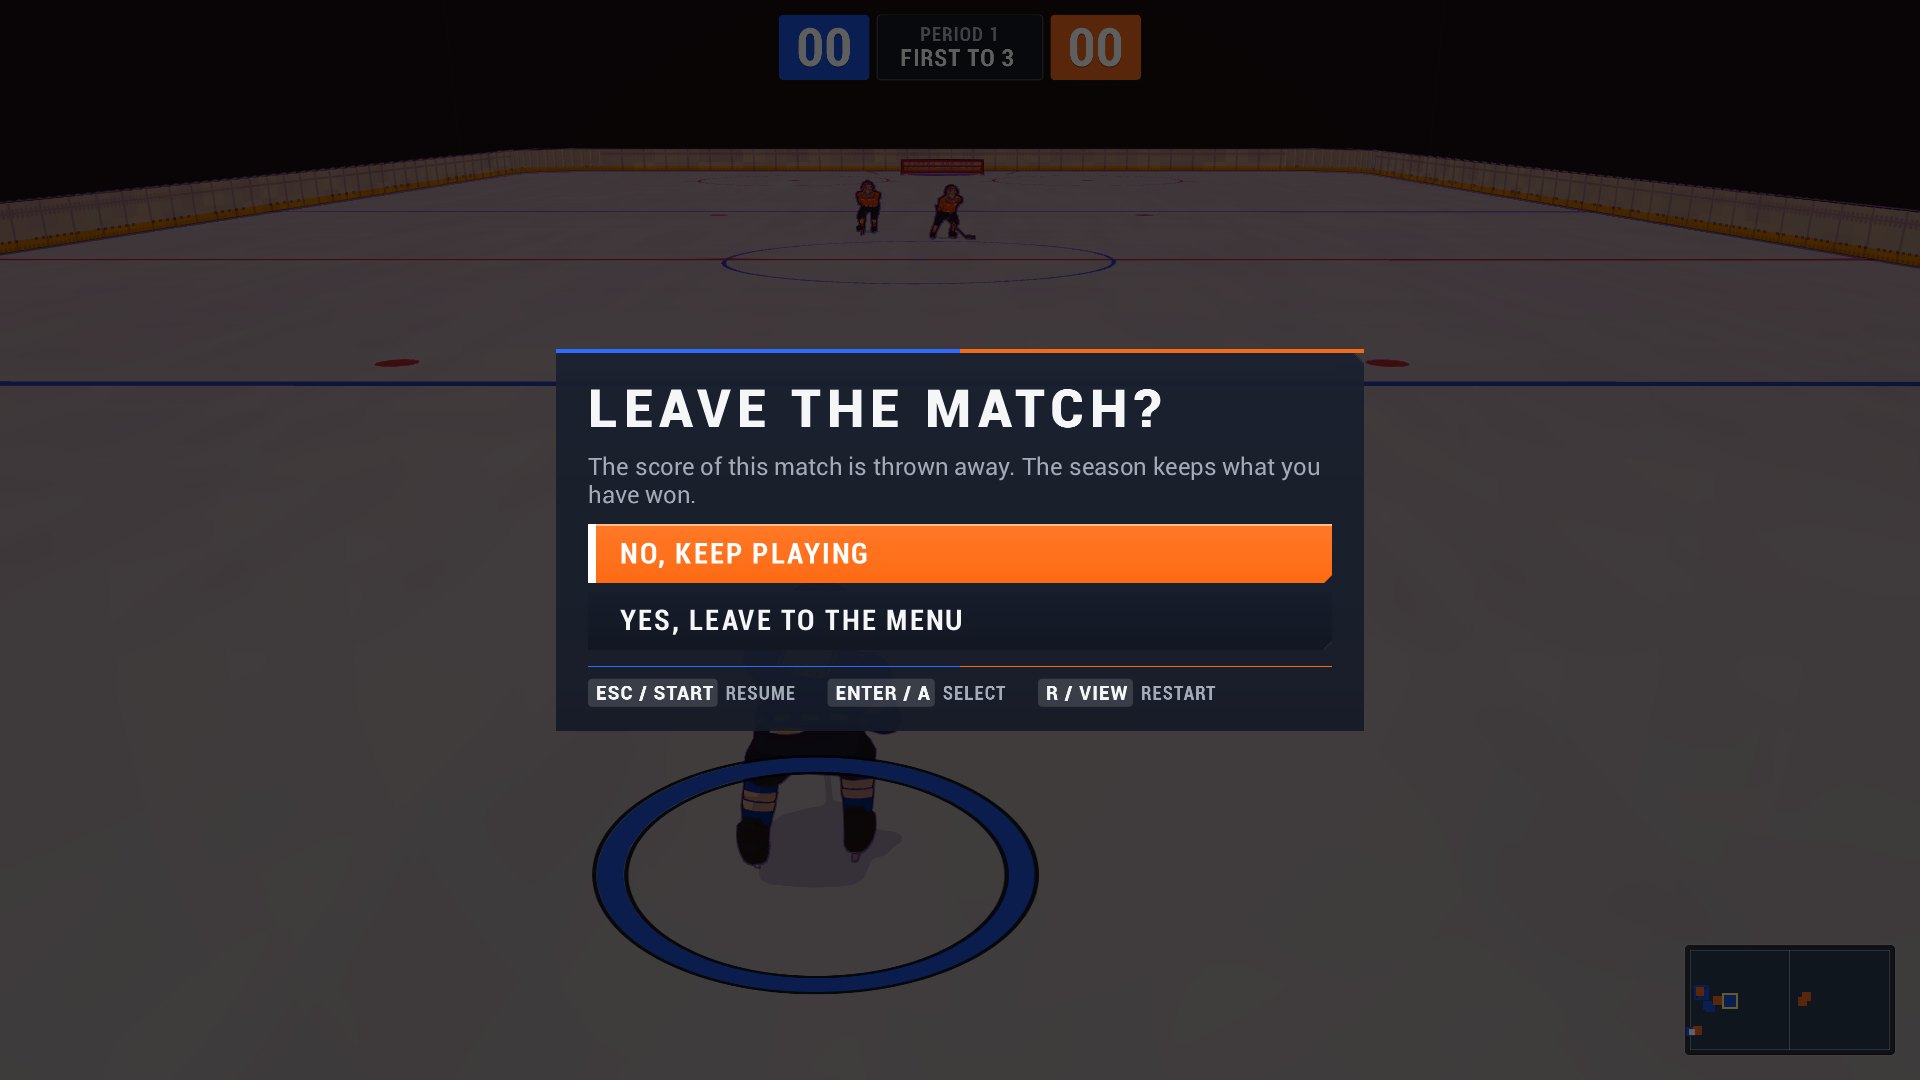 00
PERIOD 1
FIRST TO 3
00
LEAVE THE MATCH?
The score of this match is thrown away. The season keeps what you
have won.
NO, KEEP PLAYING
YES, LEAVE TO THE MENU
ESC / START RESUME ENTER / A SELECT R / VIEW RESTART